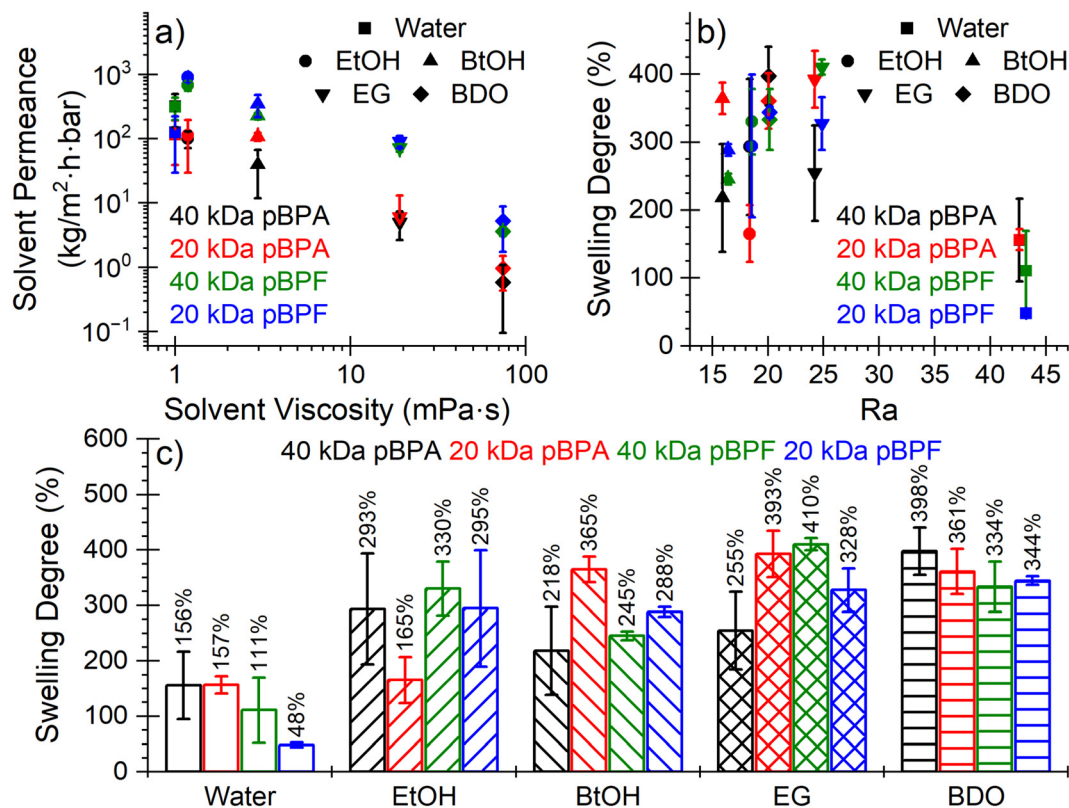 a)
Water
EtOH
BtOH
EG
BDO
Solvent Permeance
(kg/m²·h·bar)
10³
10²
10¹
10⁰
10⁻¹
40 kDa pBPA
20 kDa pBPA
40 kDa pBPF
20 kDa pBPF
1
10
100
Solvent Viscosity (mPa·s)
b)
Water
EtOH
BtOH
EG
BDO
Swelling Degree (%)
400
300
200
100
0
40 kDa pBPA
20 kDa pBPA
40 kDa pBPF
20 kDa pBPF
15 20 25 30 35 40 45
Ra
c)
40 kDa pBPA 20 kDa pBPA 40 kDa pBPF 20 kDa pBPF
Swelling Degree (%)
600
500
400
300
200
100
0
156%
157%
111%
48%
293%
165%
330%
295%
218%
365%
245%
288%
255%
393%
410%
328%
398%
361%
334%
344%
Water EtOH BtOH EG BDO